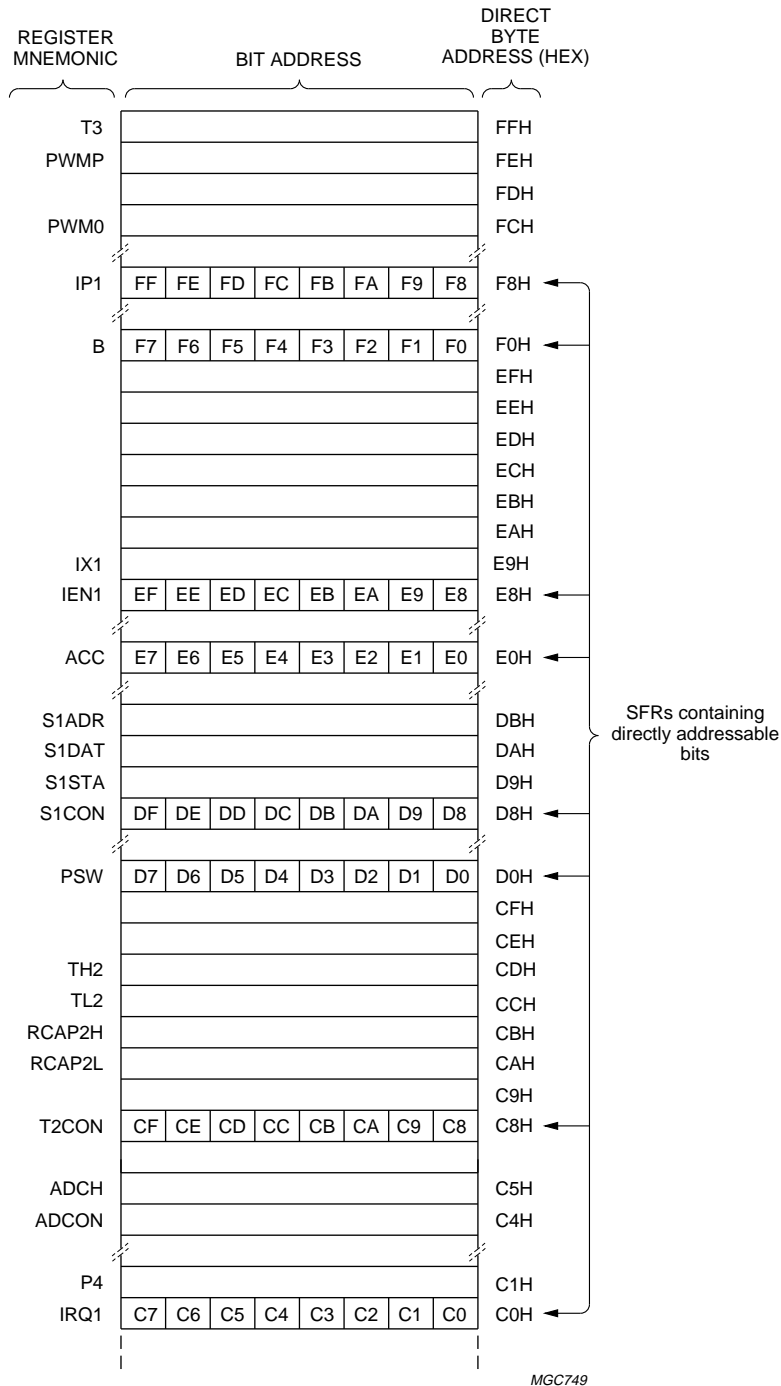 REGISTER MNEMONIC
BIT ADDRESS
DIRECT BYTE ADDRESS (HEX)
T3 FFH
PWMP FEH
FDH
PWM0 FCH
IP1 FF FE FD FC FB FA F9 F8 F8H
B F7 F6 F5 F4 F3 F2 F1 F0 F0H
EFH
EEH
EDH
ECH
EBH
EAH
IX1 E9H
IEN1 EF EE ED EC EB EA E9 E8 E8H
ACC E7 E6 E5 E4 E3 E2 E1 E0 E0H
S1ADR DBH
S1DAT DAH
S1STA D9H
S1CON DF DE DD DC DB DA D9 D8 D8H
SFRs containing
directly addressable
bits
PSW D7 D6 D5 D4 D3 D2 D1 D0 D0H
CFH
CEH
TH2 CDH
TL2 CCH
RCAP2H CBH
RCAP2L CAH
C9H
T2CON CF CE CD CC CB CA C9 C8 C8H
ADCH C5H
ADCON C4H
P4 C1H
IRQ1 C7 C6 C5 C4 C3 C2 C1 C0 C0H
MGC749